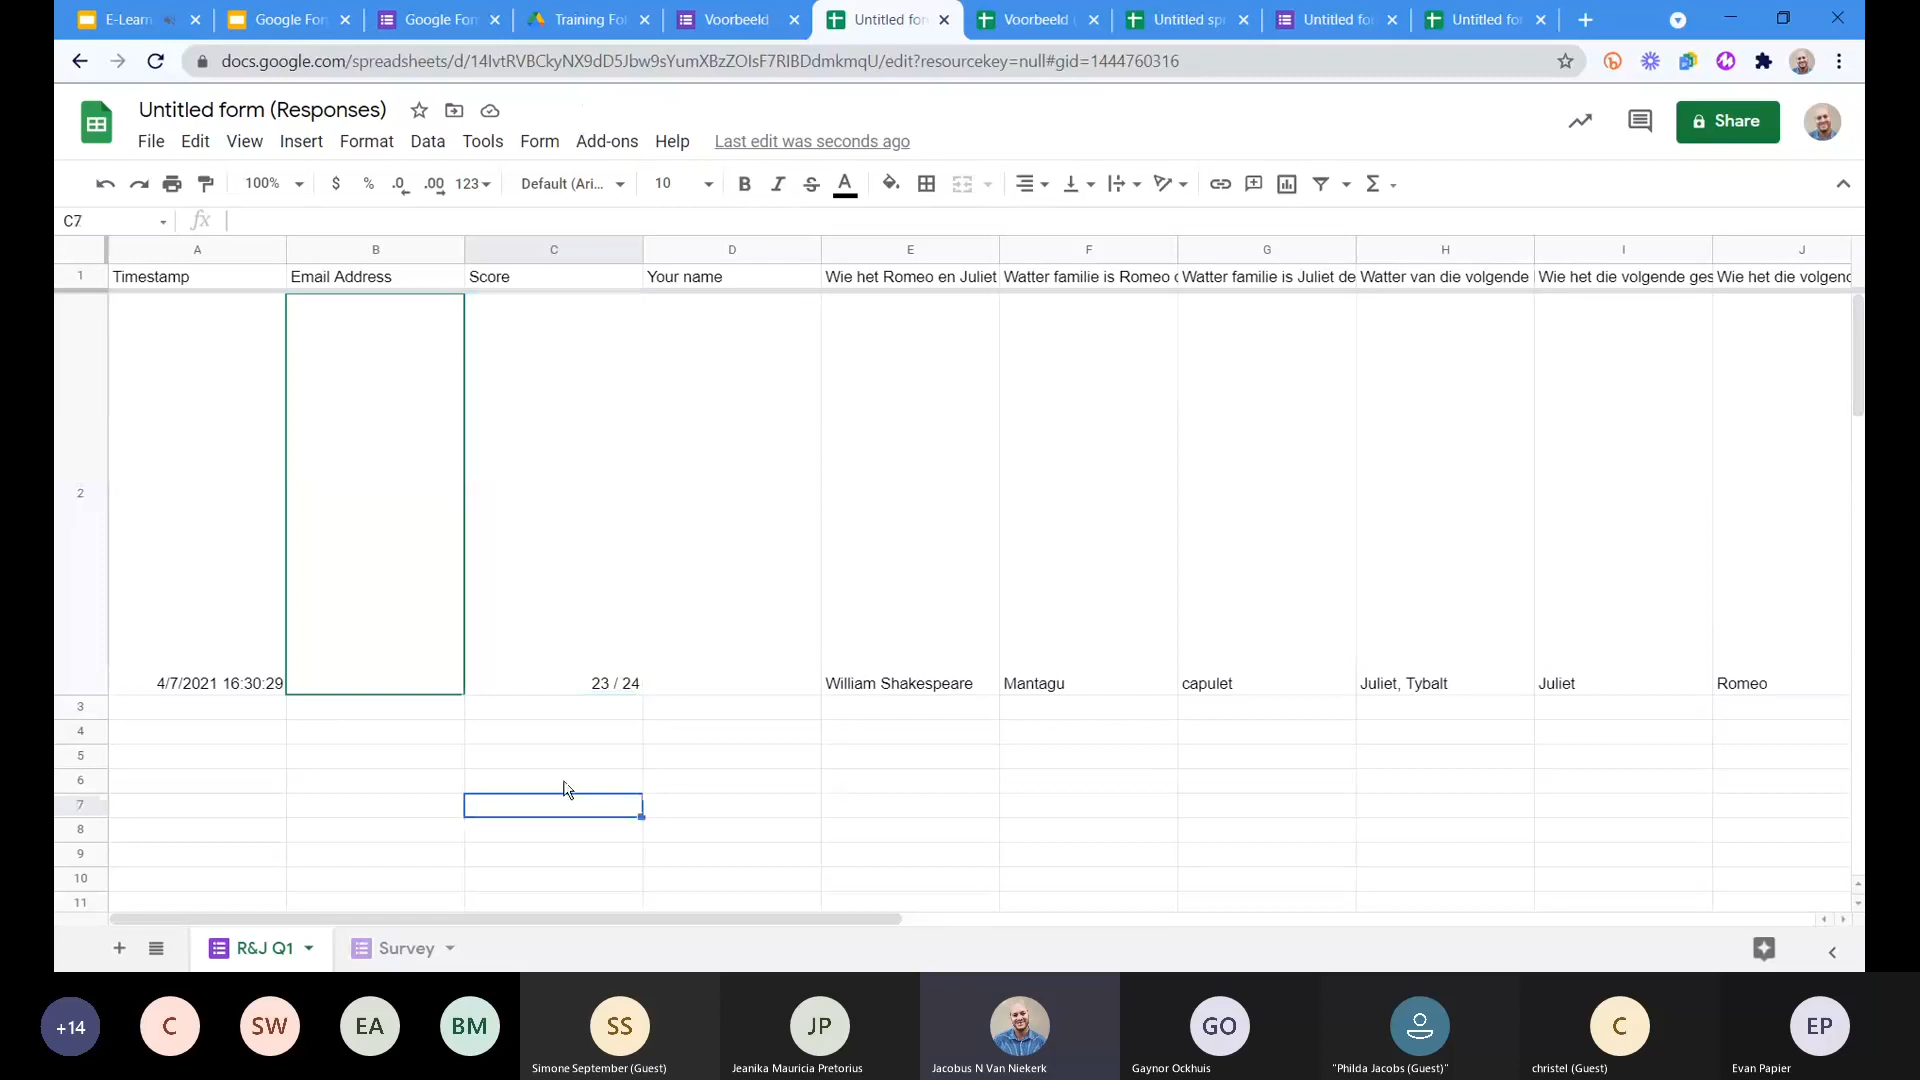 E-Learn
Google For
Google For
Training Fol
Voorbeeld
Untitled for
Voorbeeld (
Untitled spr
Untitled for
Untitled for
docs.google.com/spreadsheets/d/14IvtRVBCkyNX9dD5Jbw9sYumXBzZOIsF7RIBDdmkmqU/edit?resourcekey=null#gid=1444760316
Untitled form (Responses)
Share
File Edit View Insert Format Data Tools Form Add-ons Help Last edit was seconds ago
100% $ % .0 .00 123 Default (Ari... 10 B I S A Σ
C7 fx
A B C D E F G H I J
1 Timestamp Email Address Score Your name Wie het Romeo en Juliet Watter familie is Romeo Watter familie is Juliet de Watter van die volgende Wie het die volgende ges Wie het die volgend
2 4/7/2021 16:30:29 23 / 24 William Shakespeare Mantagu capulet Juliet, Tybalt Juliet Romeo
3
4
5
6
7
8
9
10
11
R&J Q1 Survey
+14 C SW EA BM SS JP GO C EP
Simone September (Guest) Jeanika Mauricia Pretorius Jacobus N Van Niekerk Gaynor Ockhuis "Philda Jacobs (Guest)" christel (Guest) Evan Papier